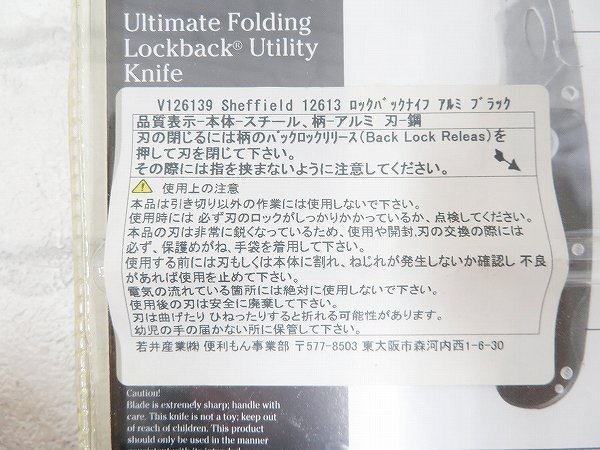 Ultimate Folding
Lockback® Utility
Knife
V126139 Sheffield 12613 ﾛｯｸﾊﾞｯｸﾅｲﾌ ｱﾙﾐ ﾌﾞﾗｯｸ
品質表示-本体-スチール、柄-アルミ 刃-鋼
刃の閉じるには柄のﾊﾞｯｸﾛｯｸﾘﾘｰｽ(Back Lock Releas)を
押して刃を閉じて下さい。
その際には指を挟まないように注意してください。
使用上の注意
本品は引き切り以外の作業には使用しないで下さい。
使用時には 必ず刃のロックがしっかりかかっているか、点検してください。
本品の刃は非常に鋭くなっているため、使用や開封、刃の交換の際には
必ず、保護めがね、手袋を着用して下さい。
使用する前には刃もしくは本体に割れ、ねじれが発生しないか確認し 不良
があれば使用を止めて下さい。
電気の流れている箇所には絶対に使用しないで下さい。
使用後の刃は安全に廃棄して下さい。
刃は曲げたり ひねったりすると折れる可能性があります。
幼児の手の届かない所に保管して下さい。
若井産業㈱ 便利もん事業部 〒577-8503 東大阪市森河内西1-6-30
Caution!
Blade is extremely sharp; handle with
care. This knife is not a toy; keep out
of reach of children. This product
should only be used in the manner
consistent with its intended